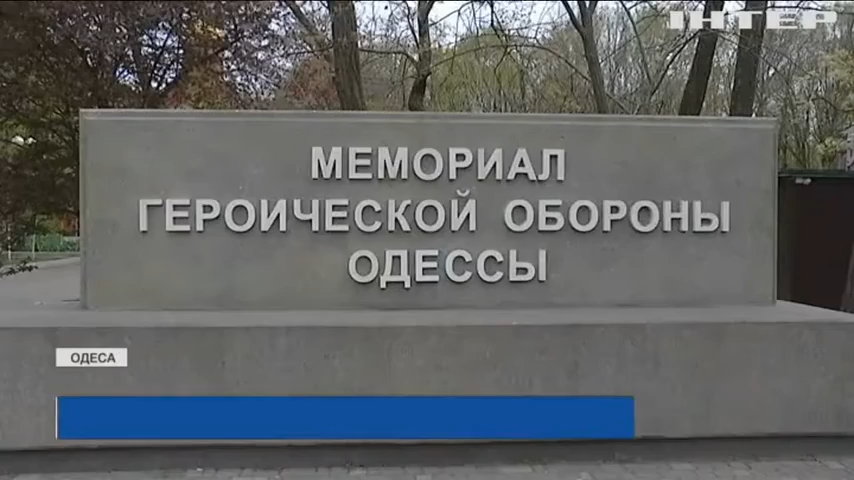 ІНТЕР
МЕМОРИАЛ
ГЕРОИЧЕСКОЙ ОБОРОНЫ
ОДЕССЫ
ОДЕСА